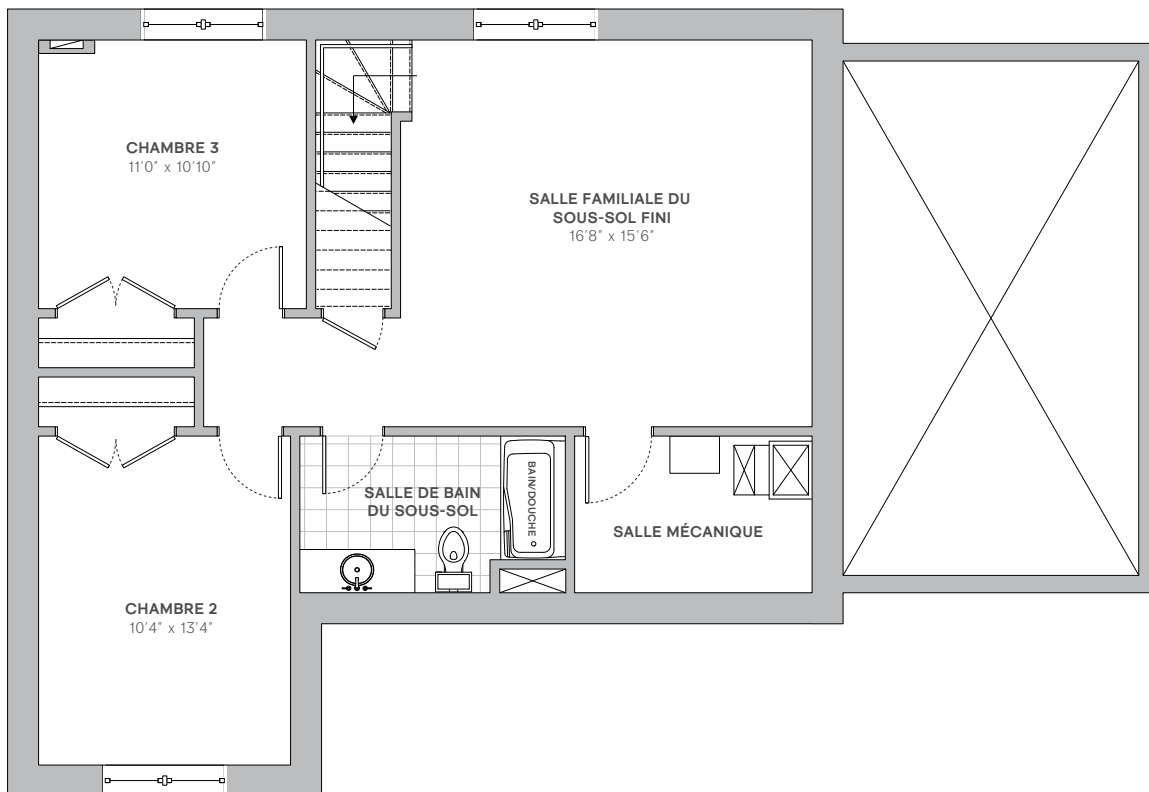 CHAMBRE 3
11'0" x 10'10"
SALLE FAMILIALE DU
SOUS-SOL FINI
16'8" x 15'6"
SALLE DE BAIN
DU SOUS-SOL
BAIN/DOUCHE
SALLE MÉCANIQUE
CHAMBRE 2
10'4" x 13'4"